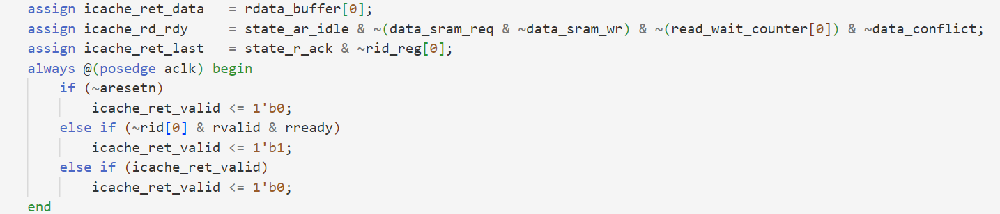 assign icache_ret_data   = rdata_buffer[0];
assign icache_rd_rdy     = state_ar_idle & ~(data_sram_req & ~data_sram_wr) & ~(read_wait_counter[0]) & ~data_conflict;
assign icache_ret_last   = state_r_ack & ~rid_reg[0];
always @(posedge aclk) begin
    if (~aresetn)
        icache_ret_valid <= 1'b0;
    else if (~rid[0] & rvalid & rready)
        icache_ret_valid <= 1'b1;
    else if (icache_ret_valid)
        icache_ret_valid <= 1'b0;
end